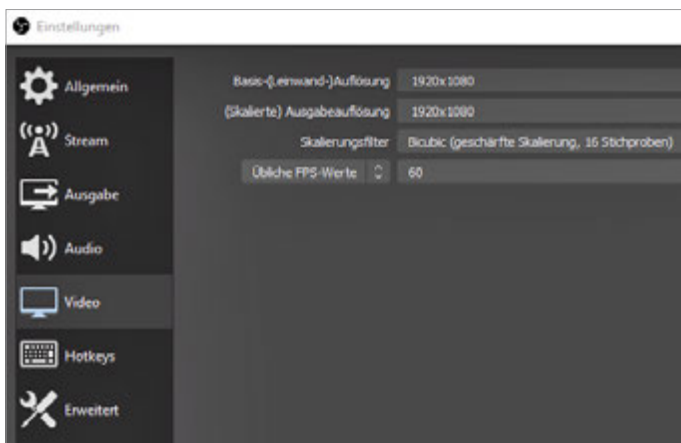 Einstellungen
Allgemein
Stream
Ausgabe
Audio
Video
Hotkeys
Erweitert
Basis-(Leinwand-)Auflösung 1920x1080
(Skalierte) Ausgabeauflösung 1920x1080
Skalierungsfilter Bicubic (geschärfte Skalierung, 16 Stichproben)
Übliche FPS-Werte 60